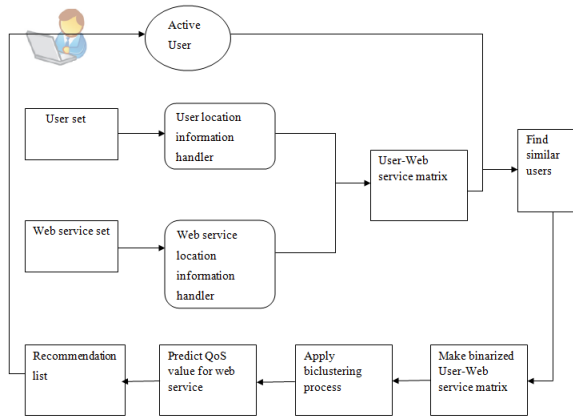 Active
User
User set
User location
information
handler
User-Web
service matrix
Find
similar
users
Web service set
Web service
location
information
handler
Recommendation
list
Predict QoS
value for web
service
Apply
biclustering
process
Make binarized
User-Web
service matrix